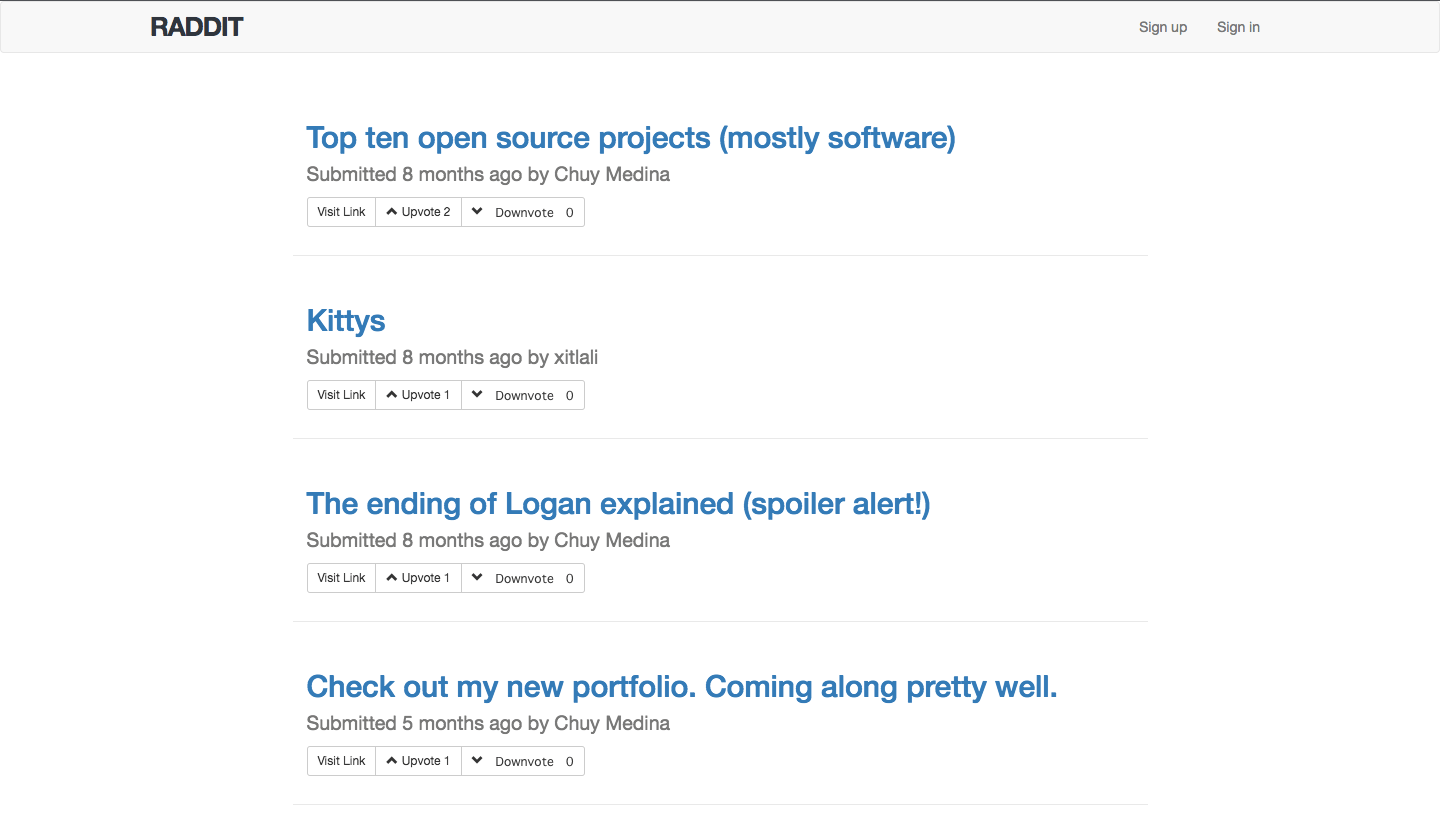 RADDIT Sign up Sign in
Top ten open source projects (mostly software)
Submitted 8 months ago by Chuy Medina
Visit Link Upvote 2 Downvote 0
Kittys
Submitted 8 months ago by xitlali
Visit Link Upvote 1 Downvote 0
The ending of Logan explained (spoiler alert!)
Submitted 8 months ago by Chuy Medina
Visit Link Upvote 1 Downvote 0
Check out my new portfolio. Coming along pretty well.
Submitted 5 months ago by Chuy Medina
Visit Link Upvote 1 Downvote 0